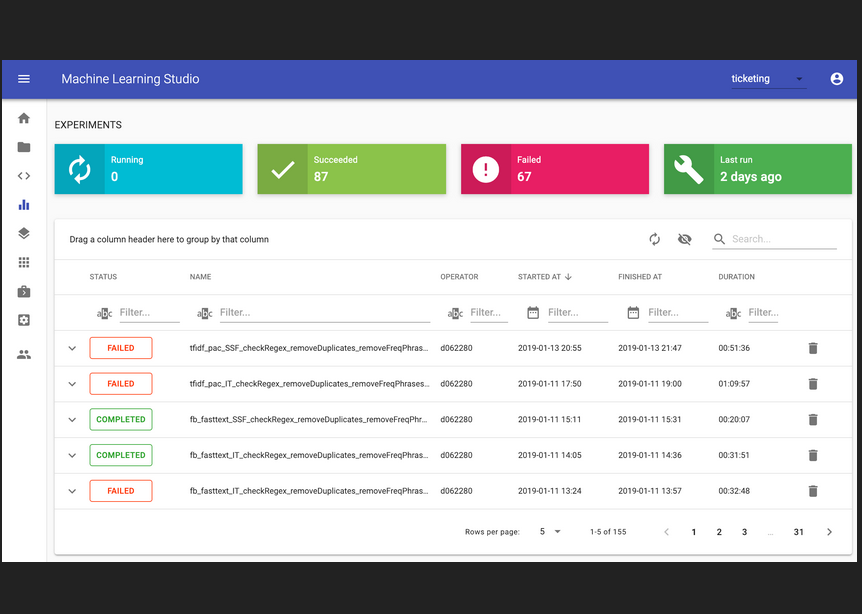 Machine Learning Studio
ticketing
EXPERIMENTS
Running
0
Succeeded
87
Failed
67
Last run
2 days ago
Drag a column header here to group by that column
Search...
STATUS NAME OPERATOR STARTED AT FINISHED AT DURATION
abc Filter... abc Filter... abc Filter... Filter... Filter... abc Filter...
FAILED tfidf_pac_SSF_checkRegex_removeDuplicates_removeFreqPhras... d062280 2019-01-13 20:55 2019-01-13 21:47 00:51:36
FAILED tfidf_pac_IT_checkRegex_removeDuplicates_removeFreqPhrases... d062280 2019-01-11 17:50 2019-01-11 19:00 01:09:57
COMPLETED fb_fasttext_SSF_checkRegex_removeDuplicates_removeFreqPhr... d062280 2019-01-11 15:11 2019-01-11 15:31 00:20:07
COMPLETED fb_fasttext_IT_checkRegex_removeDuplicates_removeFreqPhras... d062280 2019-01-11 14:05 2019-01-11 14:36 00:31:51
FAILED fb_fasttext_IT_checkRegex_removeDuplicates_removeFreqPhras... d062280 2019-01-11 13:24 2019-01-11 13:57 00:32:48
Rows per page: 5 1-5 of 155 1 2 3 ... 31